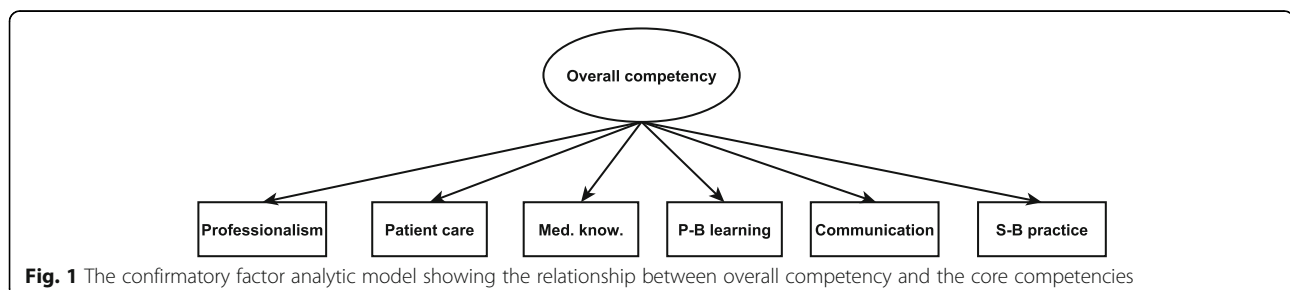 Overall competency
Professionalism Patient care Med. know. P-B learning Communication S-B practice
Fig. 1 The confirmatory factor analytic model showing the relationship between overall competency and the core competencies